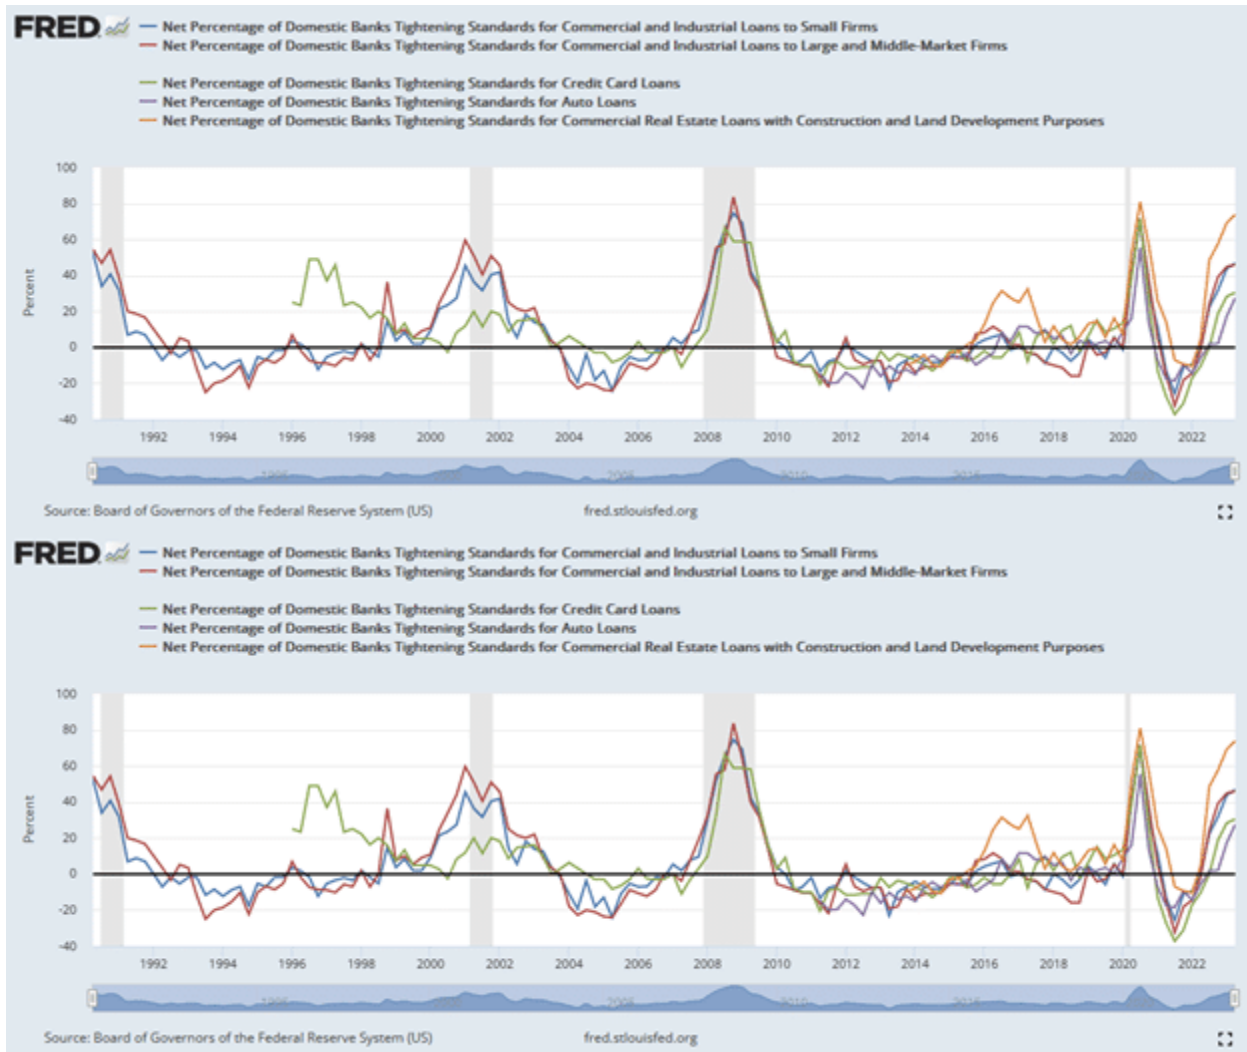 FRED
Net Percentage of Domestic Banks Tightening Standards for Commercial and Industrial Loans to Small Firms
Net Percentage of Domestic Banks Tightening Standards for Commercial and Industrial Loans to Large and Middle-Market Firms
Net Percentage of Domestic Banks Tightening Standards for Credit Card Loans
Net Percentage of Domestic Banks Tightening Standards for Auto Loans
Net Percentage of Domestic Banks Tightening Standards for Commercial Real Estate Loans with Construction and Land Development Purposes
Percent
100
80
60
40
20
0
-20
-40
1992 1994 1996 1998 2000 2002 2004 2006 2008 2010 2012 2014 2016 2018 2020 2022
1995 2005 2010 2015
Source: Board of Governors of the Federal Reserve System (US) fred.stlouisfed.org
FRED
Net Percentage of Domestic Banks Tightening Standards for Commercial and Industrial Loans to Small Firms
Net Percentage of Domestic Banks Tightening Standards for Commercial and Industrial Loans to Large and Middle-Market Firms
Net Percentage of Domestic Banks Tightening Standards for Credit Card Loans
Net Percentage of Domestic Banks Tightening Standards for Auto Loans
Net Percentage of Domestic Banks Tightening Standards for Commercial Real Estate Loans with Construction and Land Development Purposes
Percent
100
80
60
40
20
0
-20
-40
1992 1994 1996 1998 2000 2002 2004 2006 2008 2010 2012 2014 2016 2018 2020 2022
1995 2005 2010 2015
Source: Board of Governors of the Federal Reserve System (US) fred.stlouisfed.org